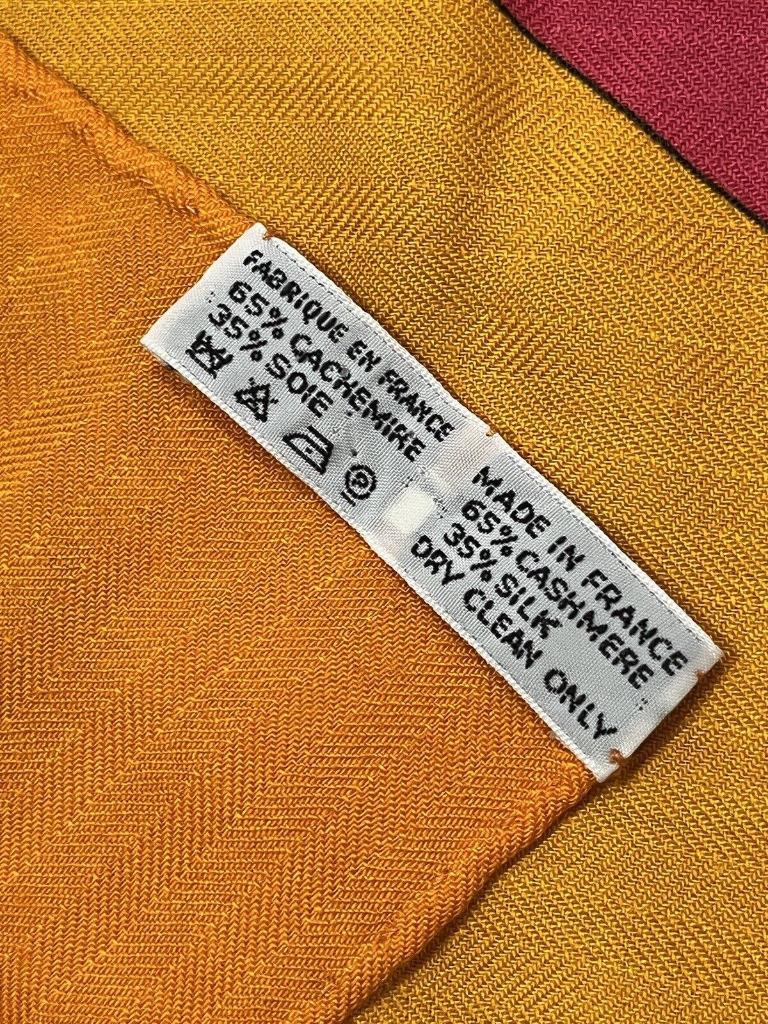 FABRIQUE EN FRANCE
65% CACHEMIRE
35% SOIE
P
MADE IN FRANCE
65% CASHMERE
35% SILK
DRY CLEAN ONLY